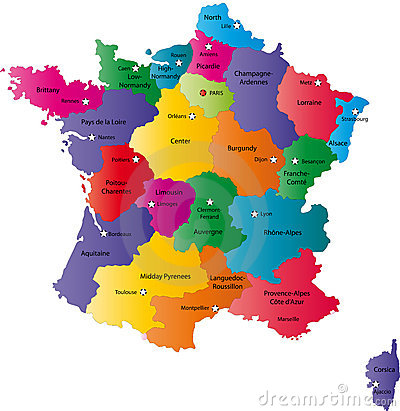 North
Lille
Rouen
Amiens
Picardie
Caen
Low-
Normandy
High-
Normandy
PARIS
Champagne-
Ardennes
Metz
Lorraine
Strasbourg
Alsace
Brittany
Rennes
Pays de la Loire
Nantes
Orléans
Center
Burgundy
Dijon
Besançon
Franche-
Comté
Poitiers
Poitou-
Charentes
Limousin
Limoges
Clermont-
Ferrand
Auvergne
Lyon
Rhône-Alpes
Bordeaux
Aquitaine
Midday Pyrenees
Toulouse
Languedoc-
Roussillon
Montpellier
Provence-Alpes
Côte d'Azur
Marseille
Corsica
Ajaccio
© dreamstime.com